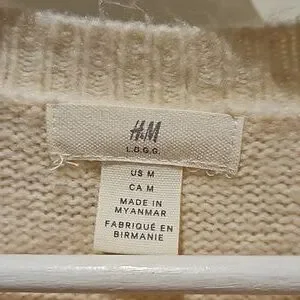 H&M
L.O.G.G.
US M
CA M
MADE IN
MYANMAR
FABRIQUÉ EN
BIRMANIE